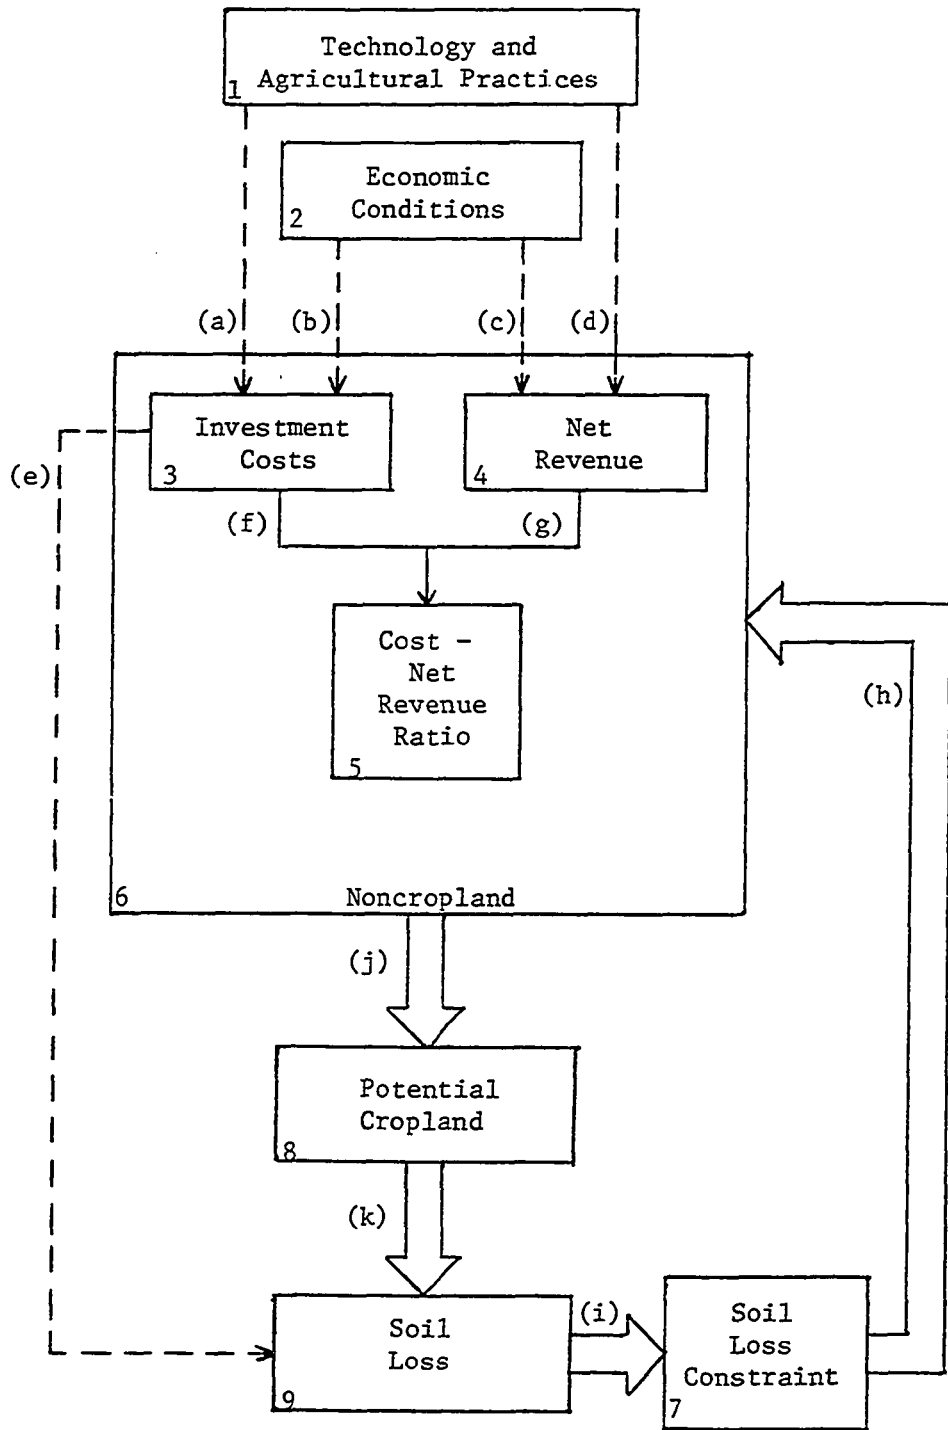 Technology and
Agricultural Practices
1
Economic
Conditions
2
(a)
(b)
(c)
(d)
Investment
Costs
3
Net
Revenue
4
(e)
(f)
(g)
Cost -
Net
Revenue
Ratio
5
(h)
6
Noncropland
(j)
Potential
Cropland
8
(k)
Soil
Loss
9
(i)
Soil
Loss
Constraint
7